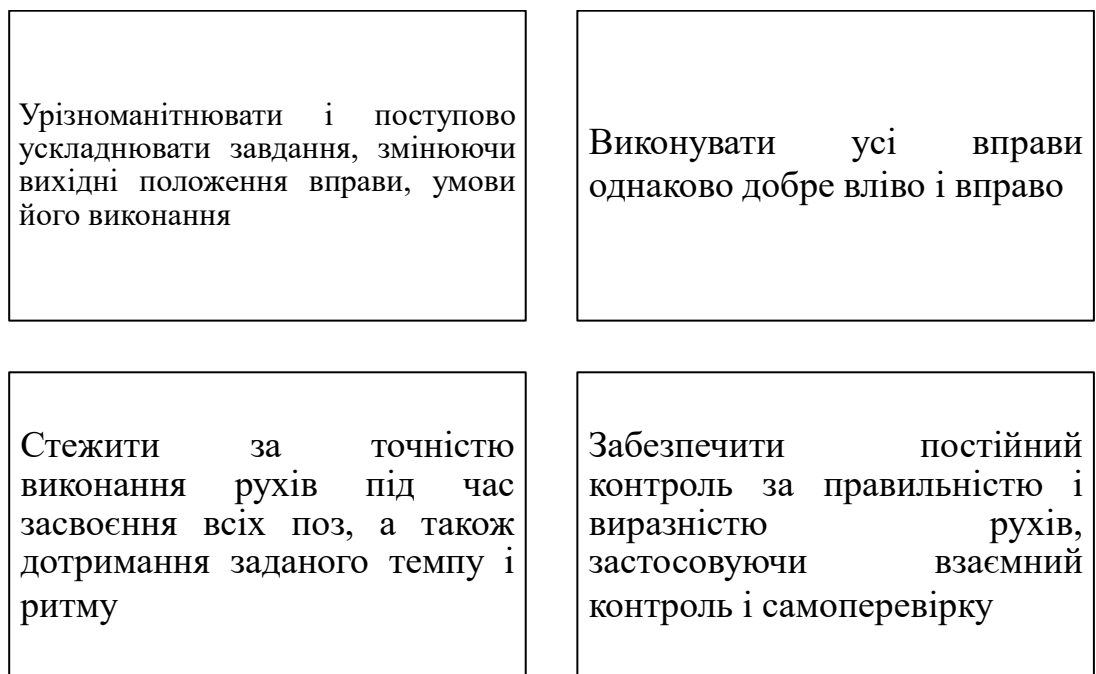 Урізноманітнювати і поступово
ускладнювати завдання, змінюючи
вихідні положення вправи, умови
його виконання
Виконувати усі вправи
однаково добре вліво і вправо
Стежити за точністю
виконання рухів під час
засвоєння всіх поз, а також
дотримання заданого темпу і
ритму
Забезпечити постійний
контроль за правильністю і
виразністю рухів,
застосовуючи взаємний
контроль і самоперевірку